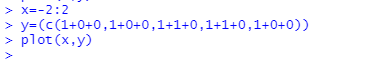 > x=-2:2
> y=(c(1+0+0,1+0+0,1+1+0,1+1+0,1+0+0))
> plot(x,y)
>